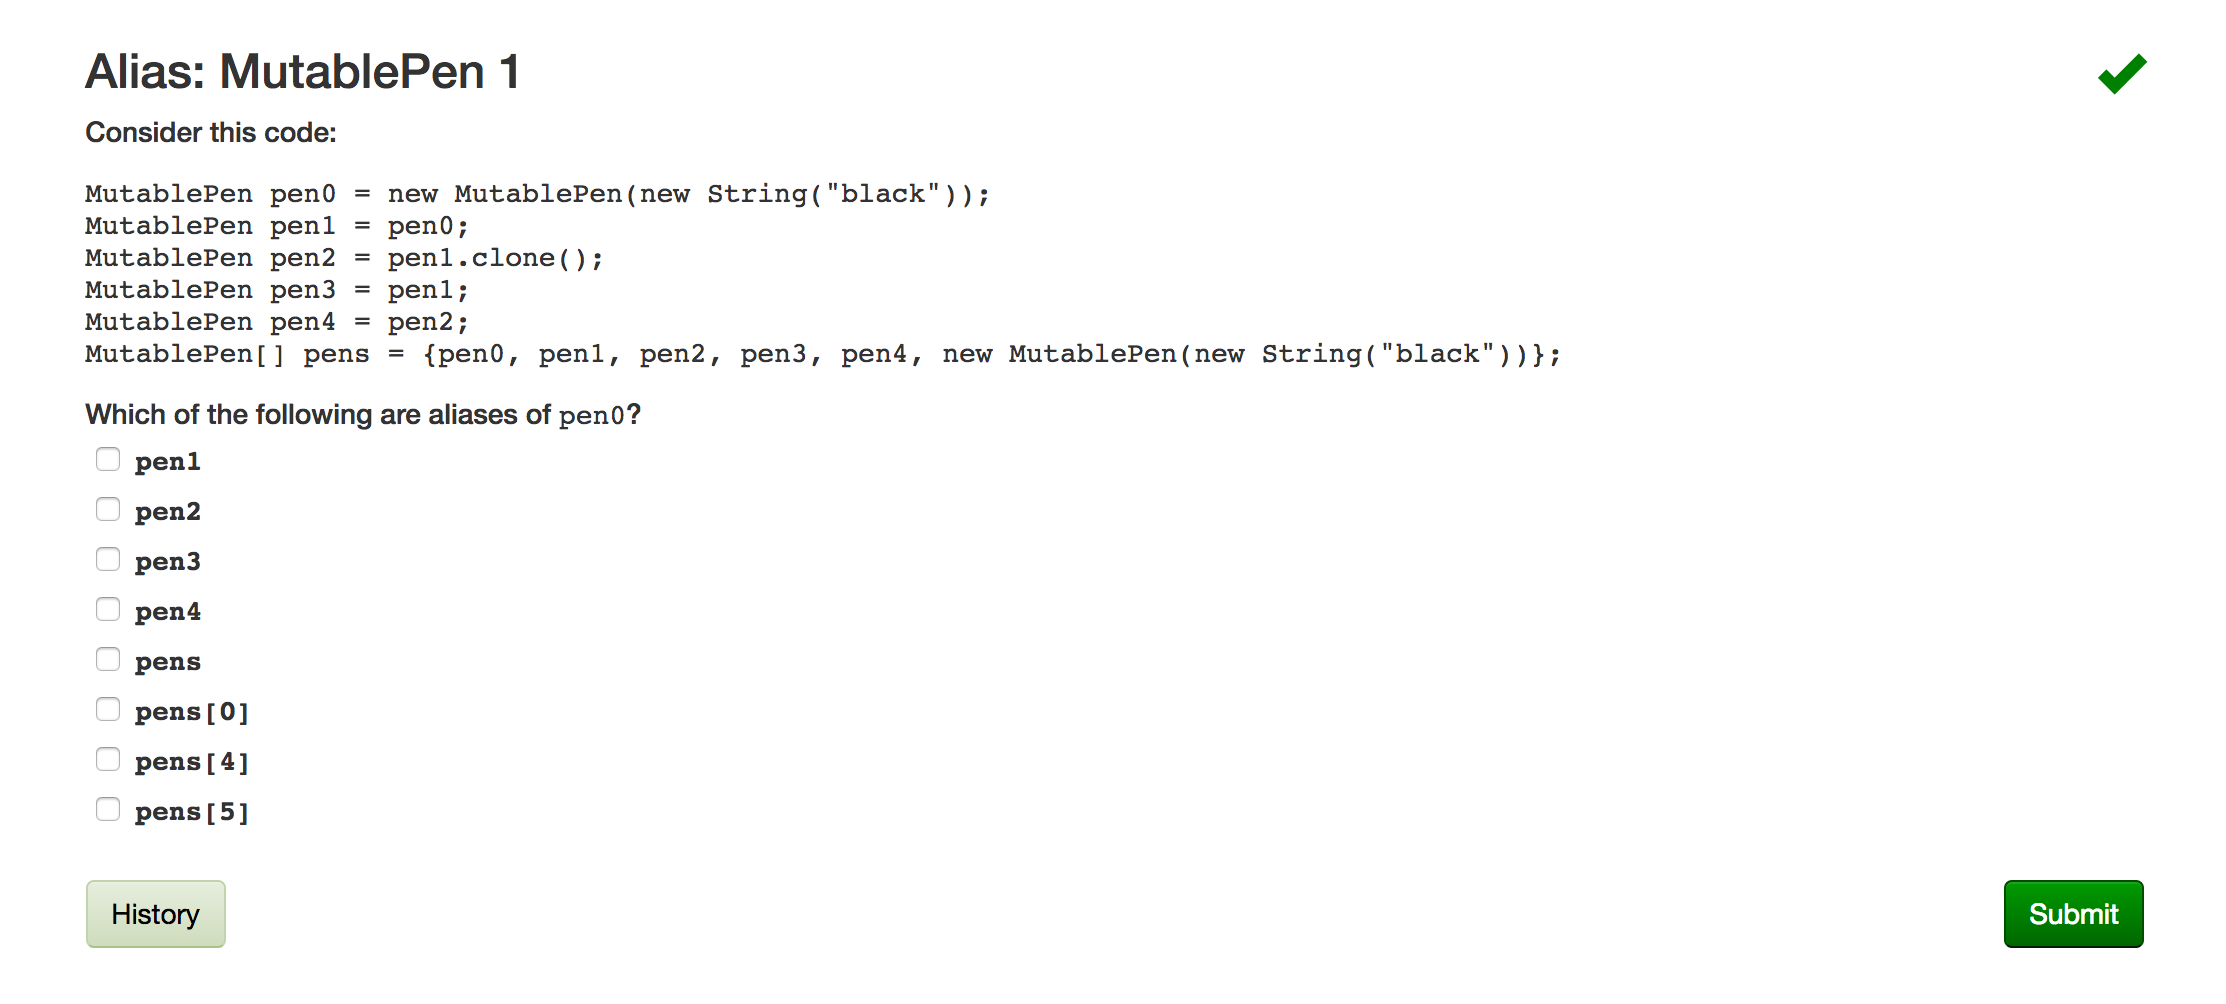 Alias: MutablePen 1
Consider this code:
MutablePen pen0 = new MutablePen(new String("black"));
MutablePen pen1 = pen0;
MutablePen pen2 = pen1.clone();
MutablePen pen3 = pen1;
MutablePen pen4 = pen2;
MutablePen[] pens = {pen0, pen1, pen2, pen3, pen4, new MutablePen(new String("black"))};
Which of the following are aliases of pen0?
pen1
pen2
pen3
pen4
pens
pens[0]
pens[4]
pens[5]
History
Submit